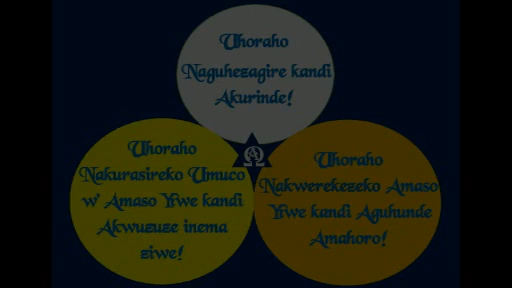 Uhoraho
Naguhezagire kandi
Akurinde!
Uhoraho
Nakurasireko Umuco
w' Amaso Yiwe kandi
Akwuzuze inema
ziwe!
Uhoraho
Nakwerekezeko Amaso
Yiwe kandi Aguhunde
Amahoro!